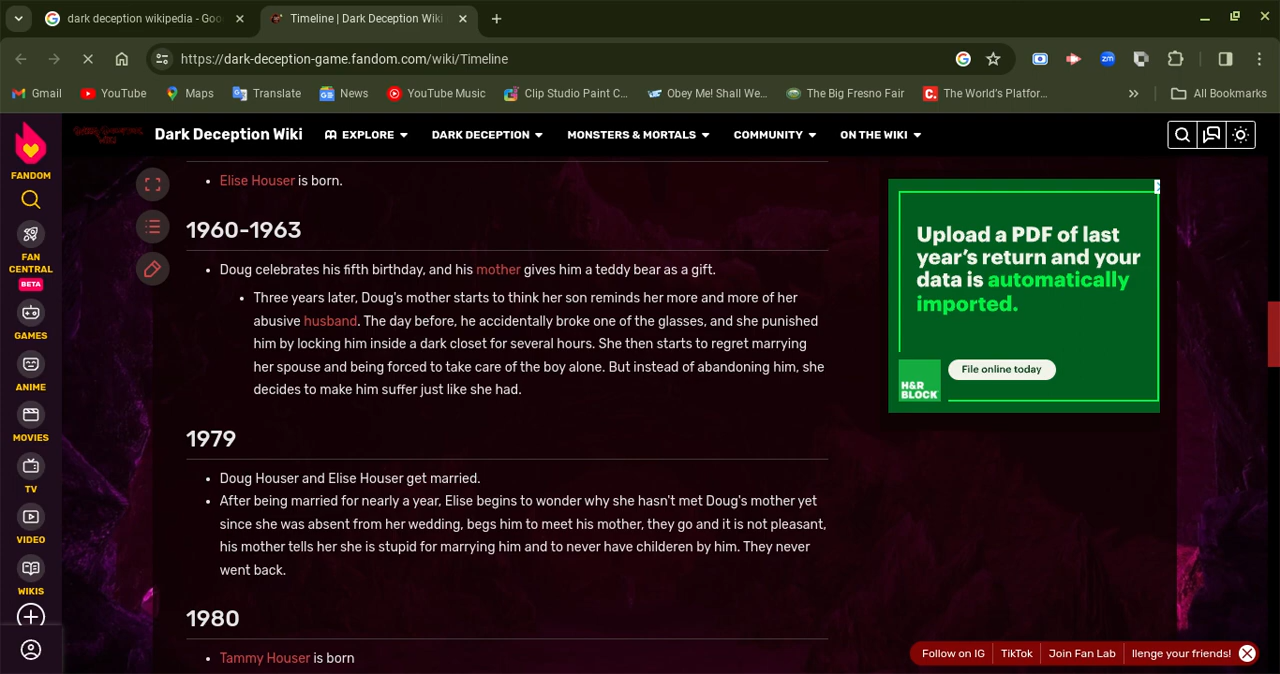 dark deception wikipedia - Goo
Timeline | Dark Deception Wiki
https://dark-deception-game.fandom.com/wiki/Timeline
Gmail YouTube Maps Translate News YouTube Music Clip Studio Paint C... Obey Me! Shall We... The Big Fresno Fair The World's Platfor... » All Bookmarks
FANDOM
FAN CENTRAL
BETA
GAMES
ANIME
MOVIES
TV
VIDEO
WIKIS
Dark Deception Wiki EXPLORE DARK DECEPTION MONSTERS & MORTALS COMMUNITY ON THE WIKI
Elise Houser is born.
1960-1963
Doug celebrates his fifth birthday, and his mother gives him a teddy bear as a gift.
Three years later, Doug's mother starts to think her son reminds her more and more of her
abusive husband. The day before, he accidentally broke one of the glasses, and she punished
him by locking him inside a dark closet for several hours. She then starts to regret marrying
her spouse and being forced to take care of the boy alone. But instead of abandoning him, she
decides to make him suffer just like she had.
1979
Doug Houser and Elise Houser get married.
After being married for nearly a year, Elise begins to wonder why she hasn't met Doug's mother yet
since she was absent from her wedding, begs him to meet his mother, they go and it is not pleasant,
his mother tells her she is stupid for marrying him and to never have childeren by him. They never
went back.
1980
Tammy Houser is born
Upload a PDF of last
year's return and your
data is automatically
imported.
H&R
BLOCK
File online today
Follow on IG TikTok Join Fan Lab llenge your friends!